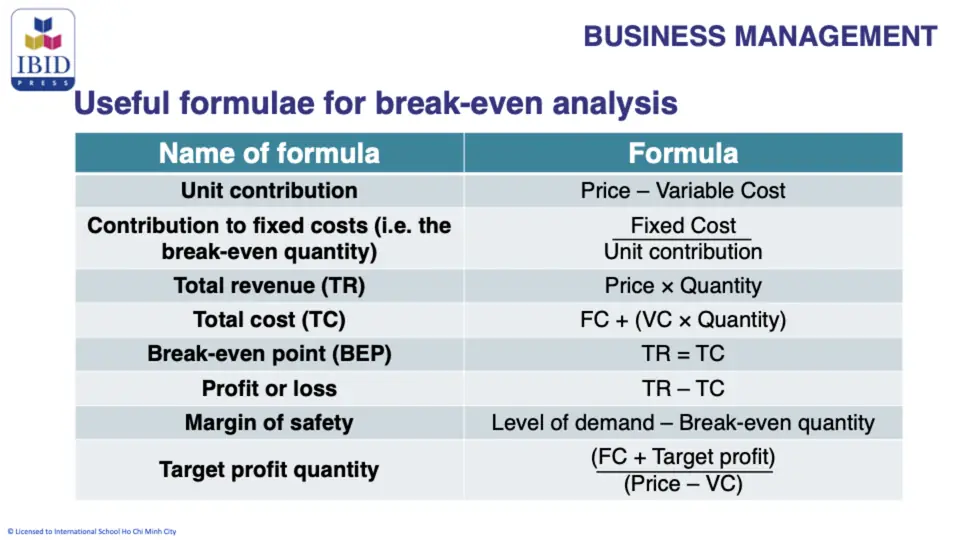 IBID
PRESS
BUSINESS MANAGEMENT
Useful formulae for break-even analysis
Name of formula
Formula
Unit contribution
Price – Variable Cost
Contribution to fixed costs (i.e. the
break-even quantity)
Fixed Cost
Unit contribution
Total revenue (TR)
Price × Quantity
Total cost (TC)
FC + (VC × Quantity)
Break-even point (BEP)
TR = TC
Profit or loss
TR – TC
Margin of safety
Level of demand – Break-even quantity
Target profit quantity
(FC + Target profit)
(Price – VC)
© Licensed to International School Ho Chi Minh City